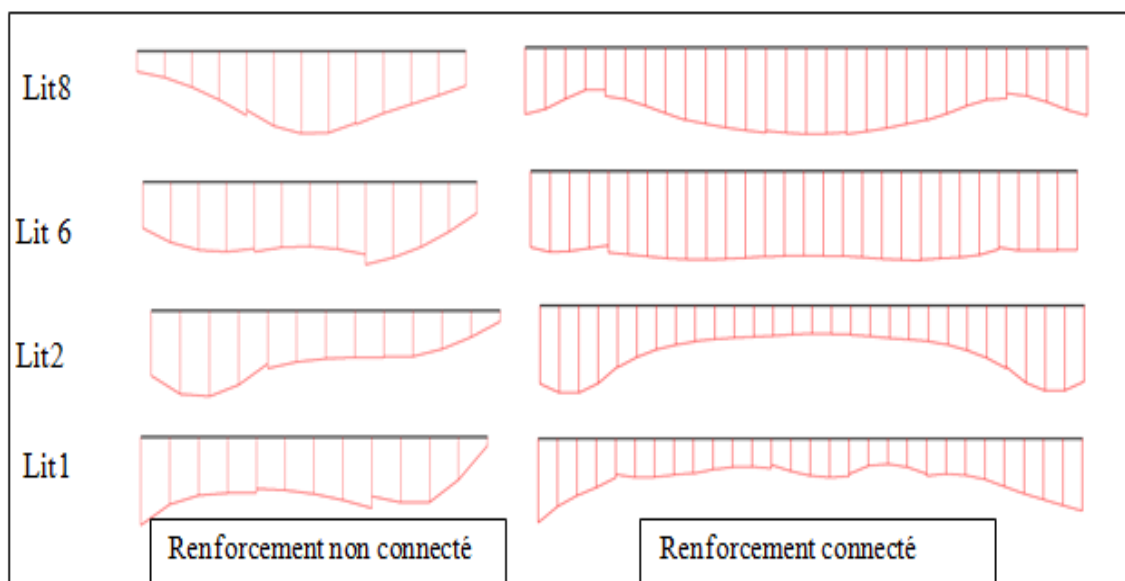 Lit8
Lit 6
Lit2
Lit1
Renforcement non connecté
Renforcement connecté